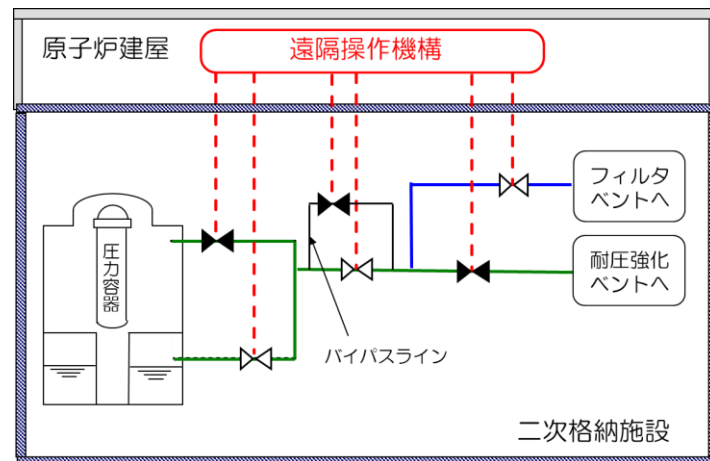 原子炉建屋
遠隔操作機構
フィルタ
ベントへ
圧力容器
耐圧強化
ベントへ
バイパスライン
二次格納施設